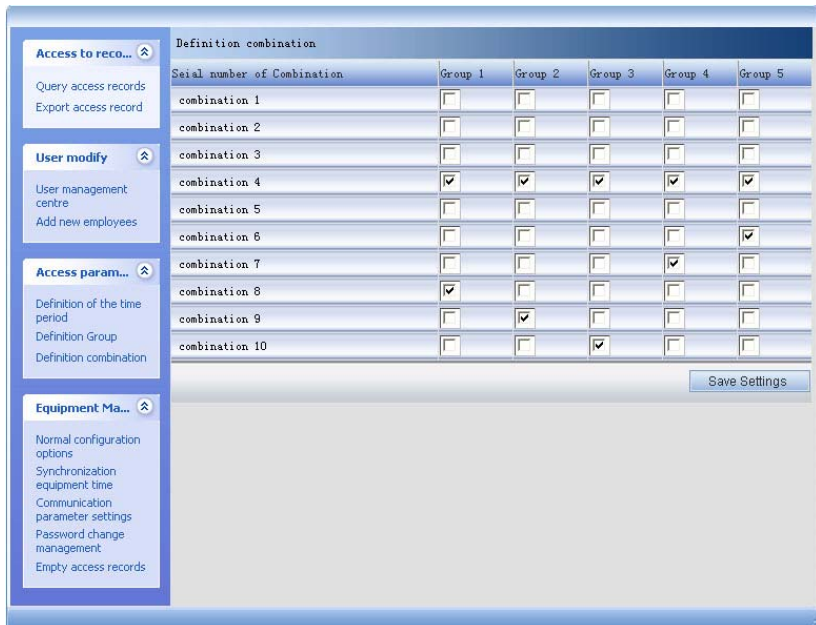 Access to reco...
Query access records
Export access record
User modify
User management
centre
Add new employees
Access param...
Definition of the time
period
Definition Group
Definition combination
Equipment Ma...
Normal configuration
options
Synchronization
equipment time
Communication
parameter settings
Password change
management
Empty access records
Definition combination
Seial number of Combination Group 1 Group 2 Group 3 Group 4 Group 5
combination 1
combination 2
combination 3
combination 4
combination 5
combination 6
combination 7
combination 8
combination 9
combination 10
Save Settings